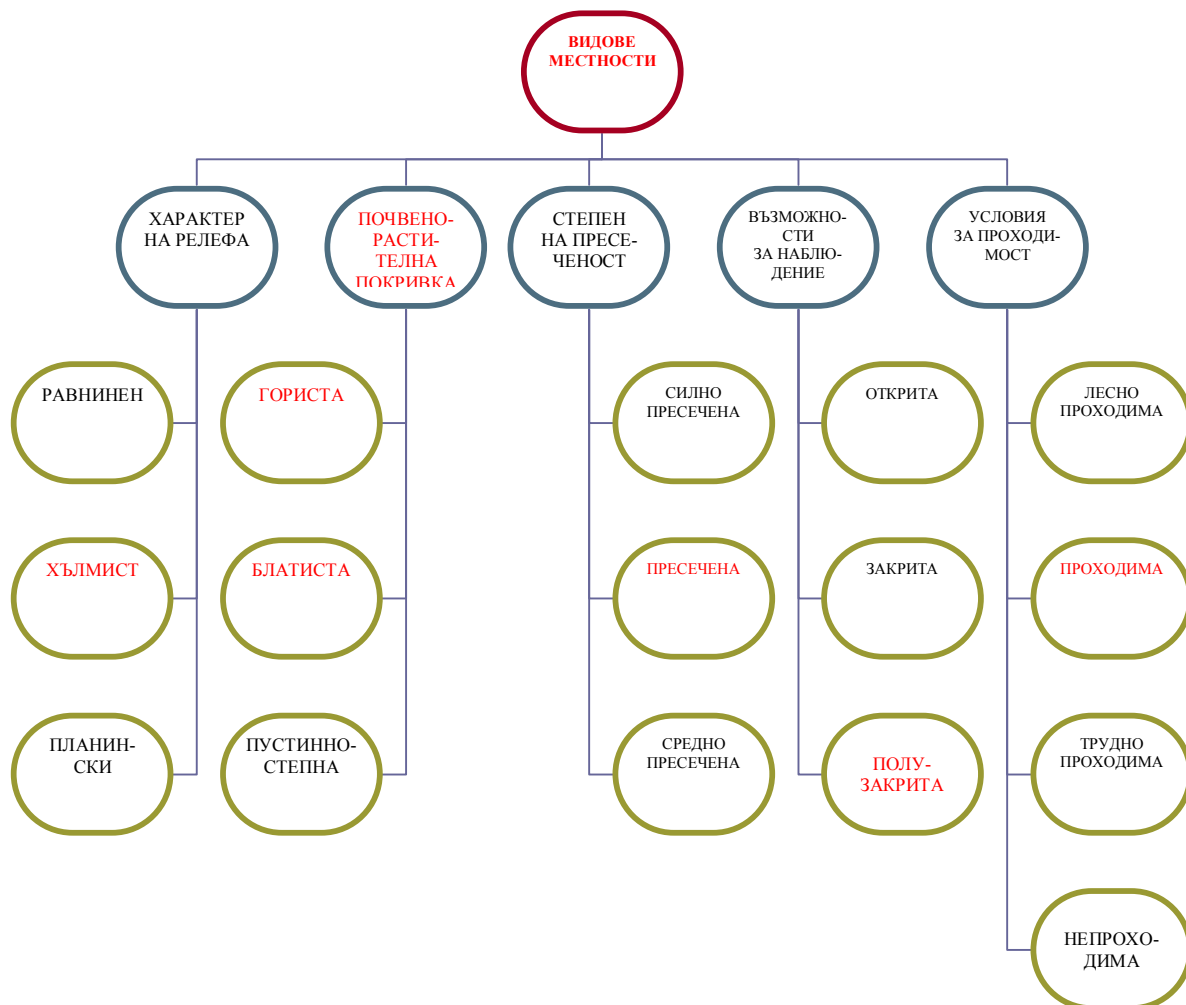 ВИДОВЕ
МЕСТНОСТИ
ХАРАКТЕР
НА РЕЛЕФА
ПОЧВЕНО-
РАСТИ-
ТЕЛНА
ПОКРИВКА
СТЕПЕН
НА ПРЕСЕ-
ЧЕНОСТ
ВЪЗМОЖНО-
СТИ
ЗА НАБЛЮ-
ДЕНИЕ
УСЛОВИЯ
ЗА ПРОХОДИ-
МОСТ
РАВНИНЕН
ГОРИСТА
СИЛНО
ПРЕСЕЧЕНА
ОТКРИТА
ЛЕСНО
ПРОХОДИМА
ХЪЛМИСТ
БЛАТИСТА
ПРЕСЕЧЕНА
ЗАКРИТА
ПРОХОДИМА
ПЛАНИН-
СКИ
ПУСТИННО-
СТЕПНА
СРЕДНО
ПРЕСЕЧЕНА
ПОЛУ-
ЗАКРИТА
ТРУДНО
ПРОХОДИМА
НЕПРОХО-
ДИМА